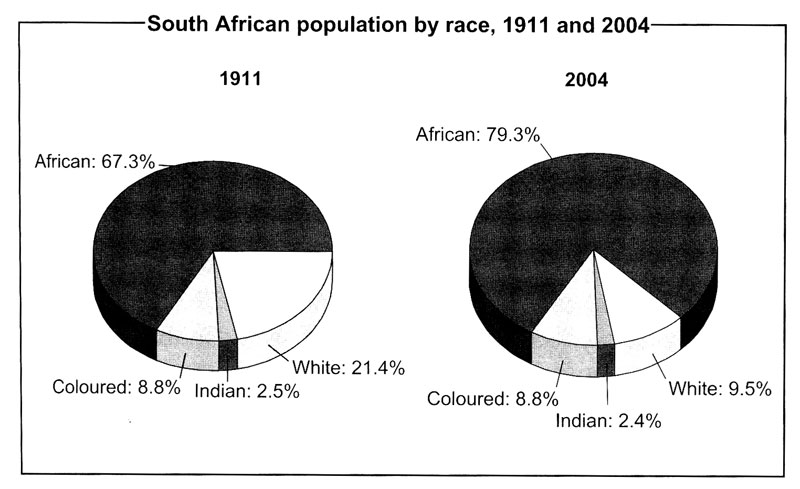 South African population by race, 1911 and 2004
1911
African: 67.3%
Coloured: 8.8%
Indian: 2.5%
White: 21.4%
2004
African: 79.3%
Coloured: 8.8%
Indian: 2.4%
White: 9.5%